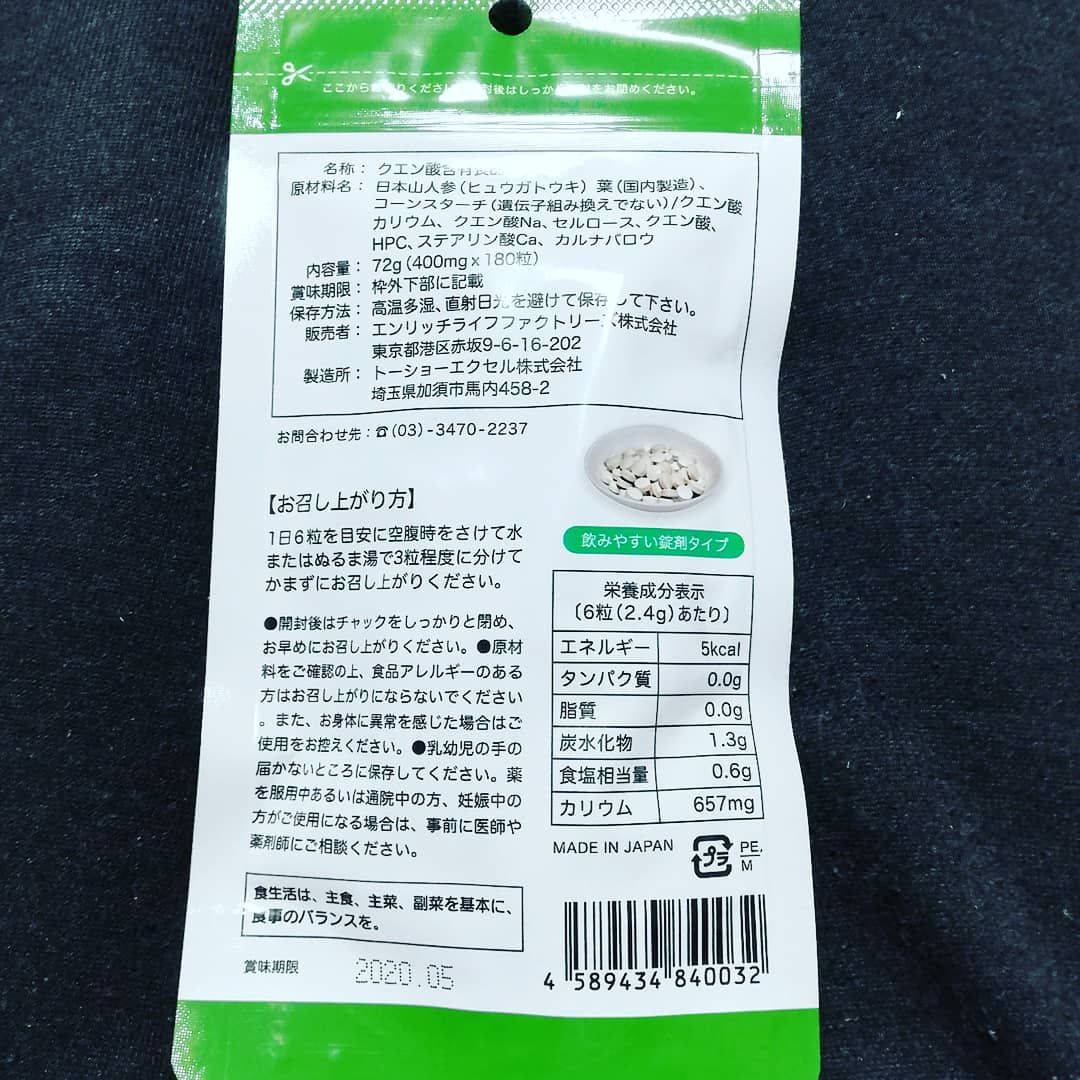 ここから
くださ
後はしっか
をお閉めください。
名称： クエン酸含有食品
原材料名： 日本山人参（ヒュウガトウキ）葉（国内製造）、
コーンスターチ（遺伝子組み換えでない）/クエン酸
カリウム、クエン酸Na、セルロース、クエン酸、
HPC、ステアリン酸Ca、カルナバロウ
内容量： 72g（400mg x 180粒）
賞味期限： 枠外下部に記載
保存方法： 高温多湿、直射日光を避けて保存して下さい。
販売者： エンリッチライフファクトリーズ株式会社
東京都港区赤坂9-6-16-202
製造所： トーショーエクセル株式会社
埼玉県加須市馬内458-2
お問合わせ先：☎（03）-3470-2237
【お召し上がり方】
1日6粒を目安に空腹時をさけて水
またはぬるま湯で3粒程度に分けて
かまずにお召し上がりください。
●開封後はチャックをしっかりと閉め、
お早めにお召し上がりください。●原材
料をご確認の上、食品アレルギーのある
方はお召し上がりにならないでください
。また、お身体に異常を感じた場合はご
使用をお控えください。●乳幼児の手の
届かないところに保存してください。薬
を服用中あるいは通院中の方、妊娠中の
方がご使用になる場合は、事前に医師や
薬剤師にご相談ください。
食生活は、主食、主菜、副菜を基本に、
食事のバランスを。
賞味期限 2020.05
飲みやすい錠剤タイプ
栄養成分表示
〔6粒（2.4g）あたり〕
エネルギー 5kcal
タンパク質 0.0g
脂質 0.0g
炭水化物 1.3g
食塩相当量 0.6g
カリウム 657mg
MADE IN JAPAN プラ PE,
M
4 589434 840032